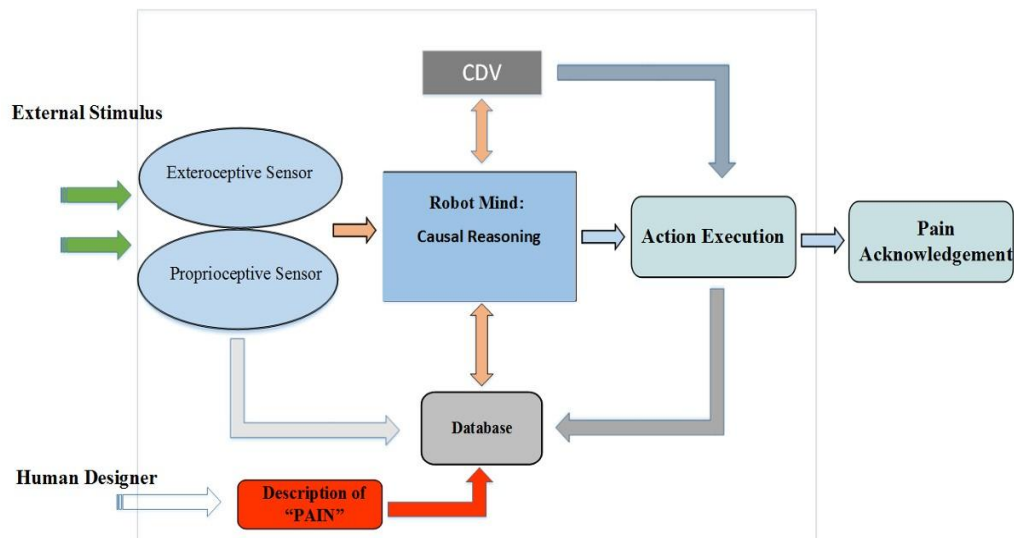 CDV
External Stimulus
Exteroceptive Sensor
Proprioceptive Sensor
Robot Mind:
Causal Reasoning
Action Execution
Pain
Acknowledgement
Database
Human Designer
Description of
“PAIN”